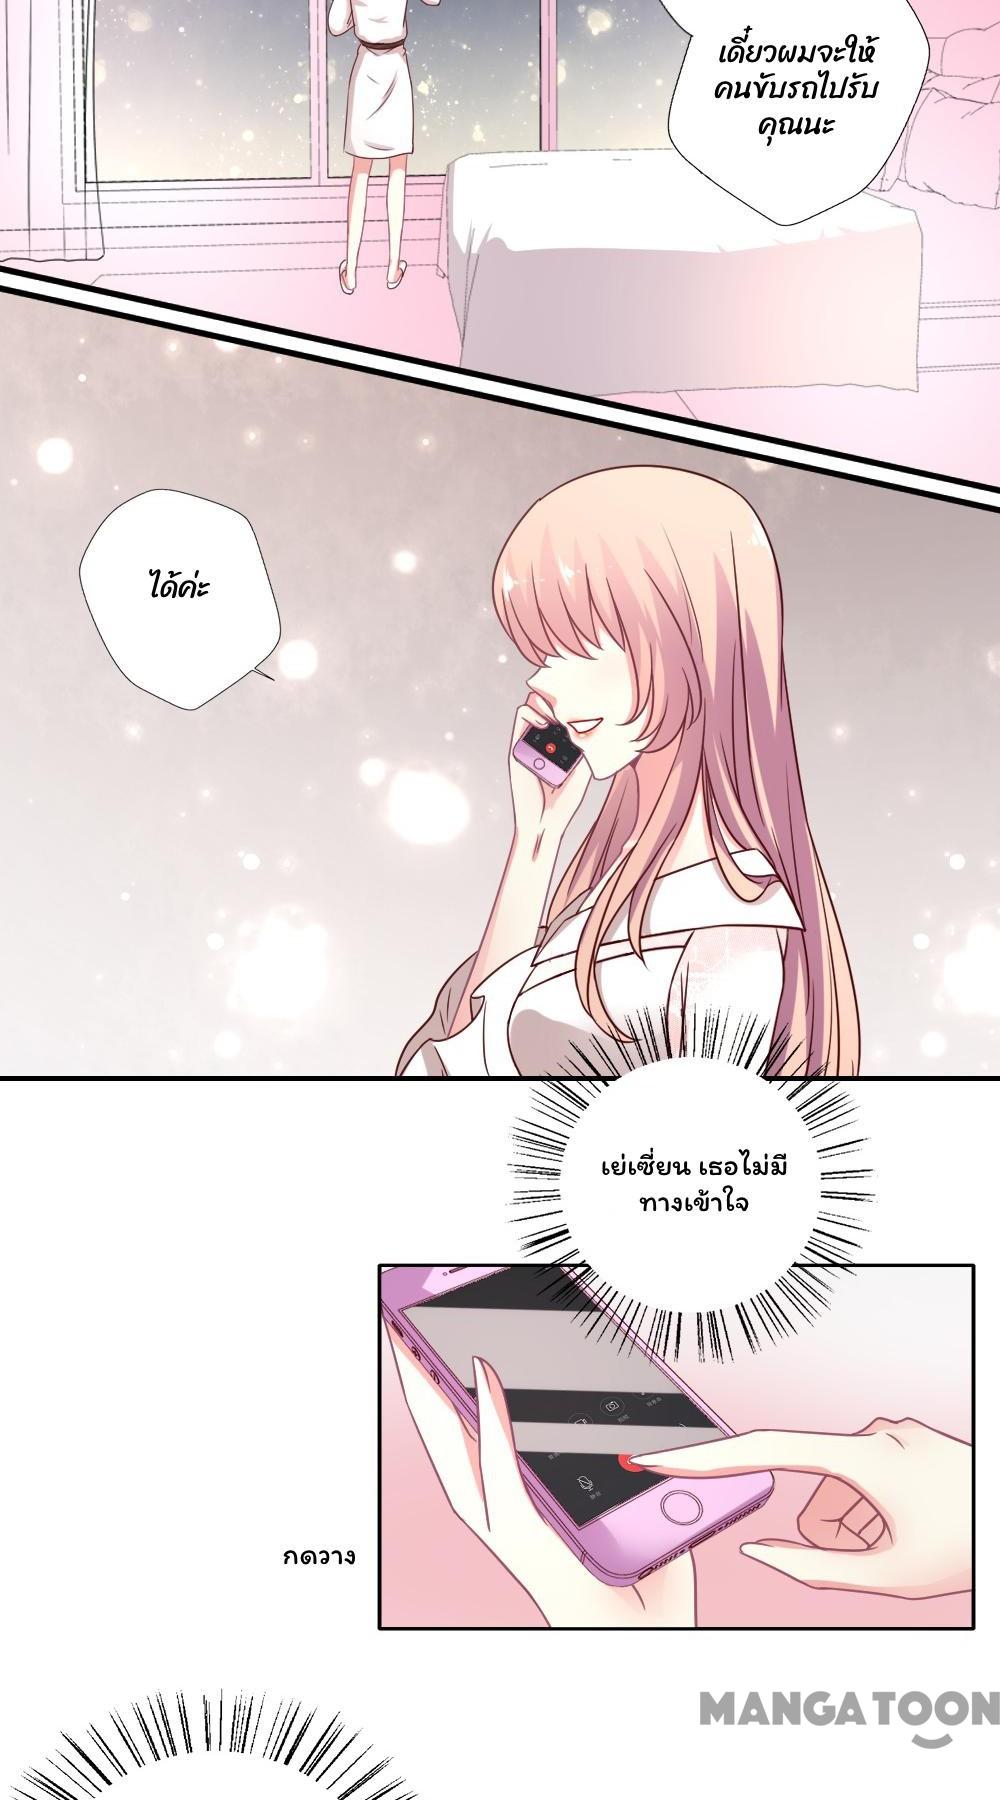 เดี๋ยวผมจะให้
คนขับรถไปรับ
คุณนะ
ได้ค่ะ
เย่เซี่ยน เธอไม่มี
ทางเข้าใจ
กดวาง
MANGATOON